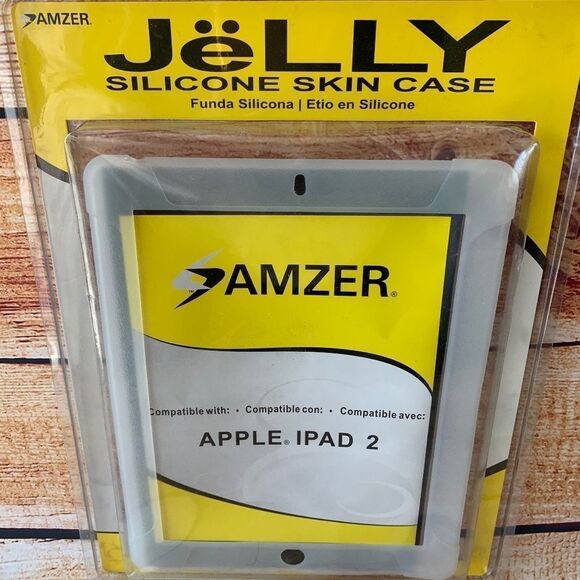 AMZER®
JëLLY
SILICONE SKIN CASE
Funda Silicona | Etio en Silicone
AMZER®
Compatible with: • Compatible con: • Compatible avec:
APPLE® IPAD 2